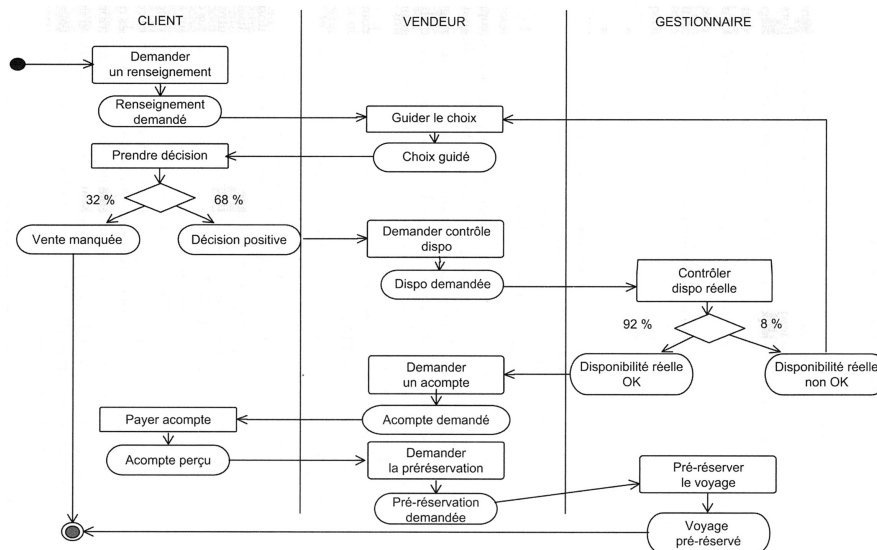 CLIENT
VENDEUR
GESTIONNAIRE
Demander
un renseignement
Renseignement
demandé
Guider le choix
Prendre décision
Choix guidé
32 %
68 %
Vente manquée
Décision positive
Demander contrôle
dispo
Dispo demandée
Contrôler
dispo réelle
92 %
8 %
Disponibilité réelle
OK
Disponibilité réelle
non OK
Demander
un acompte
Payer acompte
Acompte demandé
Acompte perçu
Demander
la préréservation
Pré-réserver
le voyage
Pré-réservation
demandée
Voyage
pré-réservé